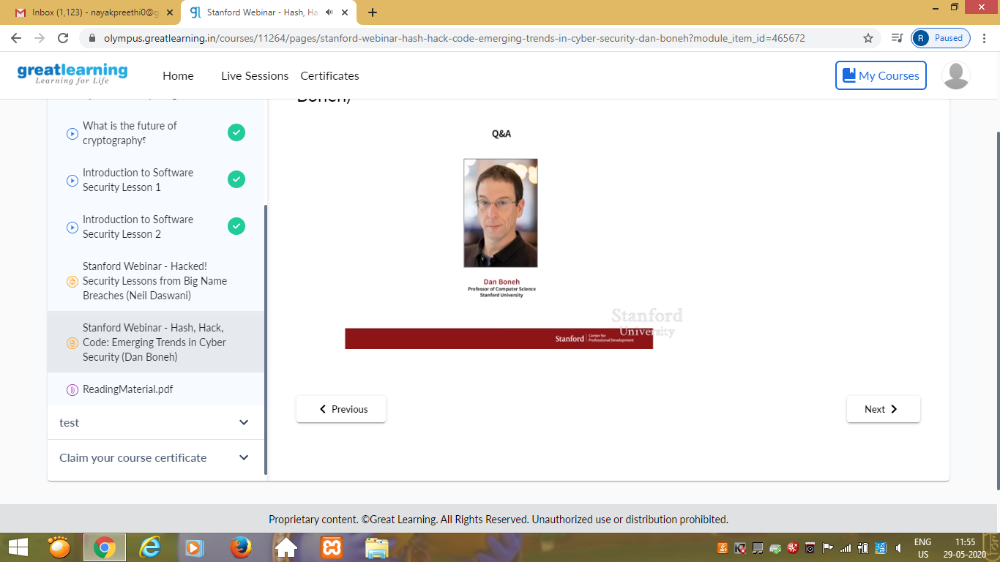 Inbox (1,123) - nayakpreethi0@g
Stanford Webinar - Hash, Ha
olympus.greatlearning.in/courses/11264/pages/stanford-webinar-hash-hack-code-emerging-trends-in-cyber-security-dan-boneh?module_item_id=465672
R Paused
greatlearning
Learning for Life
Home
Live Sessions
Certificates
My Courses
Boneh)
What is the future of
cryptography?
Introduction to Software
Security Lesson 1
Introduction to Software
Security Lesson 2
Stanford Webinar - Hacked!
Security Lessons from Big Name
Breaches (Neil Daswani)
Stanford Webinar - Hash, Hack,
Code: Emerging Trends in Cyber
Security (Dan Boneh)
ReadingMaterial.pdf
test
Claim your course certificate
Q&A
Dan Boneh
Professor of Computer Science
Stanford University
Stanford
University
Stanford | Center for
Professional Development
Previous
Next
Proprietary content. ©Great Learning. All Rights Reserved. Unauthorized use or distribution prohibited.
ENG
US
11:55
29-05-2020